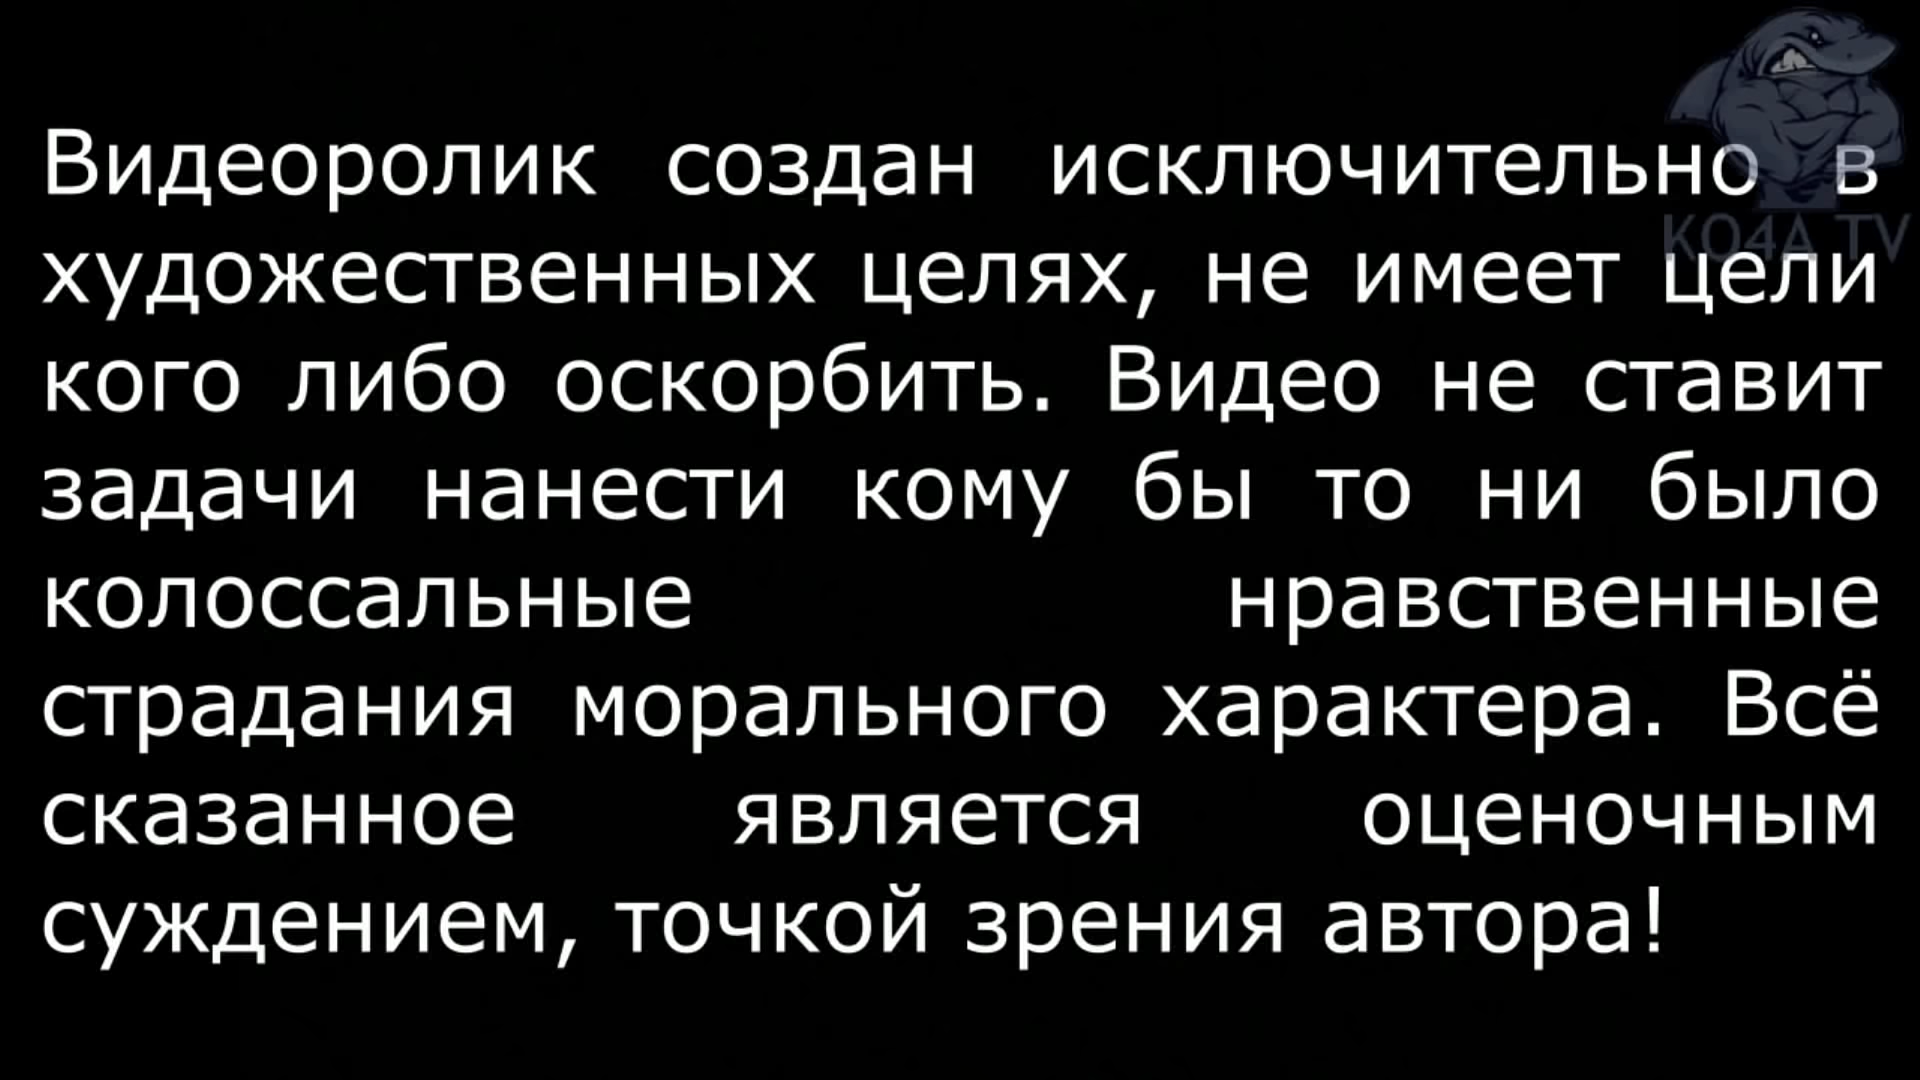 Видеоролик создан исключительно в
художественных целях, не имеет цели
кого либо оскорбить. Видео не ставит
задачи нанести кому бы то ни было
колоссальные нравственные
страдания морального характера. Всё
сказанное является оценочным
суждением, точкой зрения автора!
KO4A TV